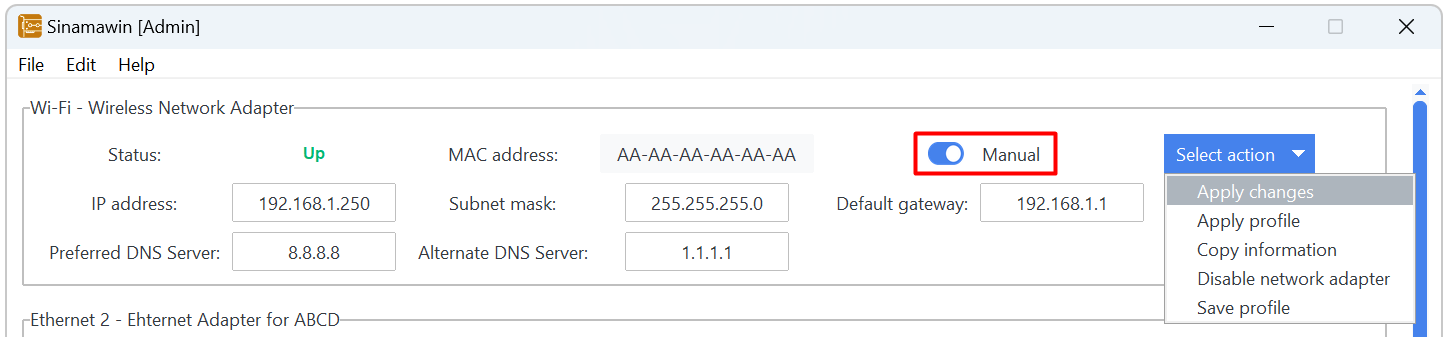 Sinamawin [Admin]
File Edit Help
Wi-Fi - Wireless Network Adapter
Status: Up MAC address: AA-AA-AA-AA-AA-AA Manual Select action
IP address: 192.168.1.250 Subnet mask: 255.255.255.0 Default gateway: 192.168.1.1
Preferred DNS Server: 8.8.8.8 Alternate DNS Server: 1.1.1.1
Apply changes
Apply profile
Copy information
Disable network adapter
Save profile
Ethernet 2 - Ehternet Adapter for ABCD